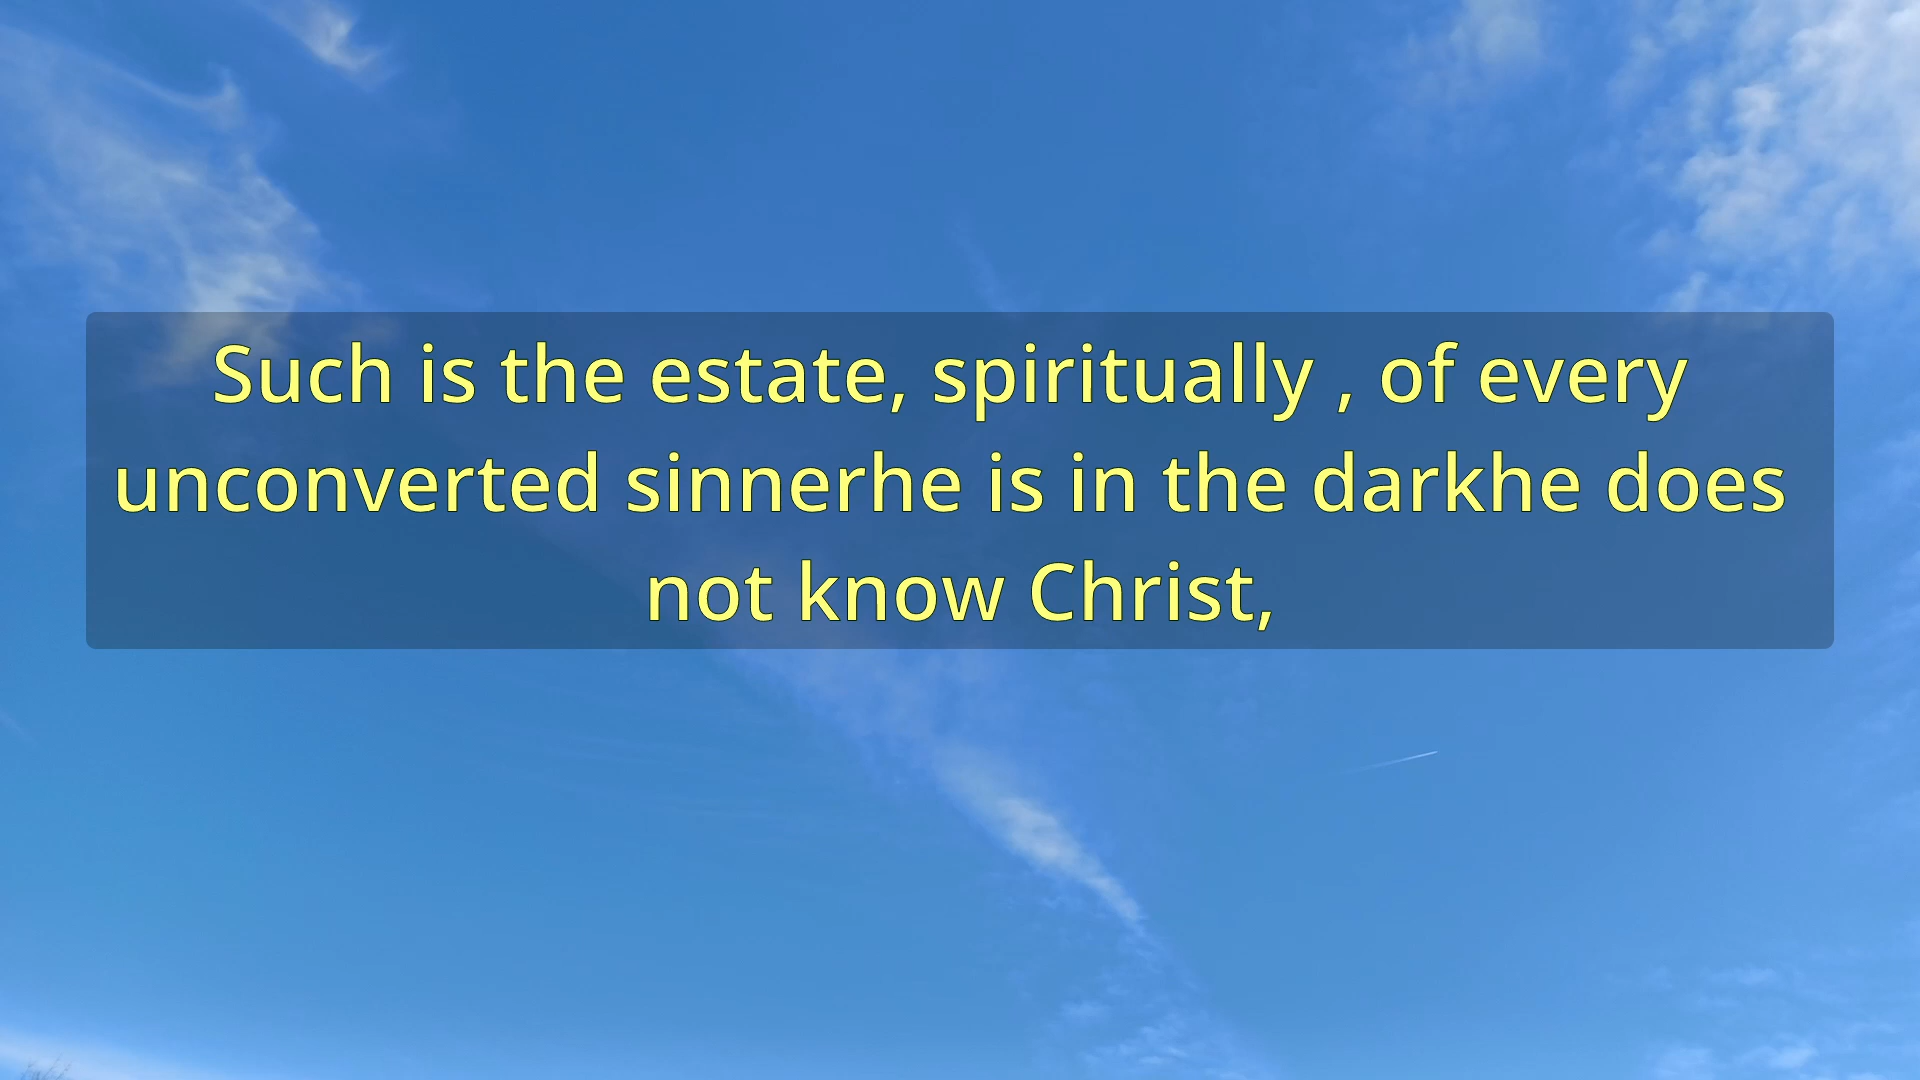 Such is the estate, spiritually , of every
unconverted sinnerhe is in the darkhe does
not know Christ,